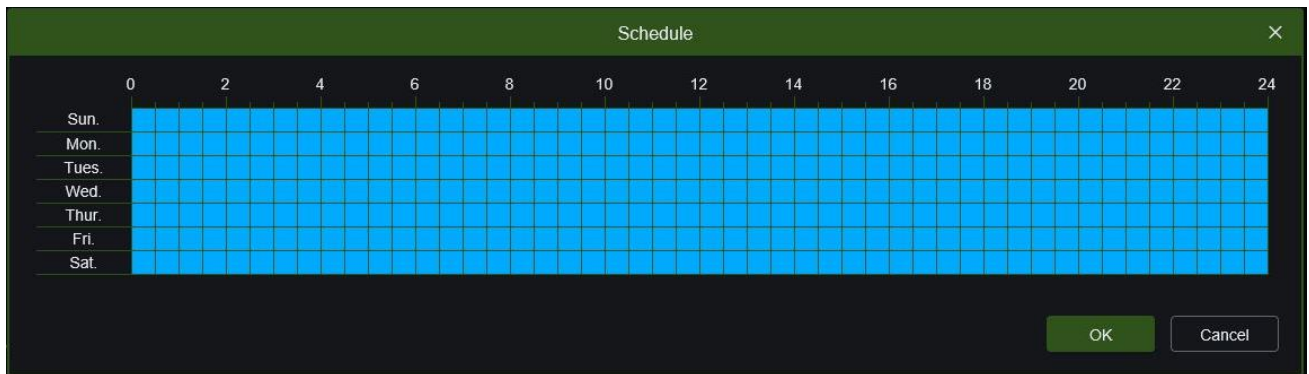 Schedule
0 2 4 6 8 10 12 14 16 18 20 22 24
Sun.
Mon.
Tues.
Wed.
Thur.
Fri.
Sat.
OK Cancel